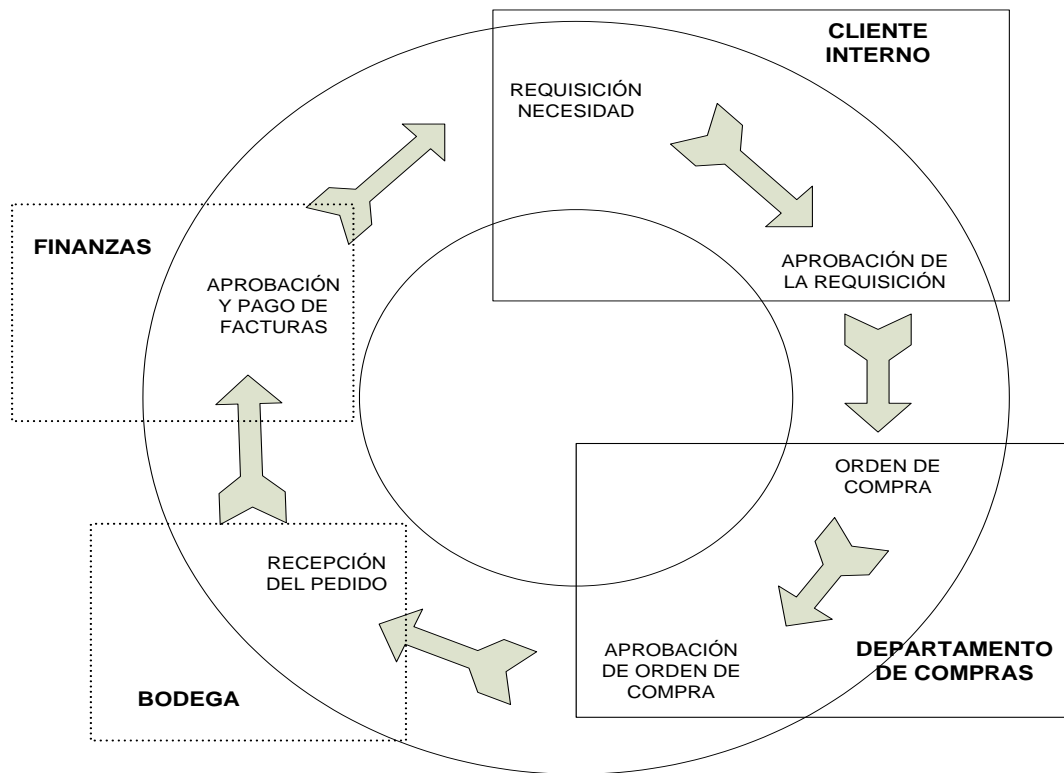 CLIENTE
INTERNO
REQUISICIÓN
NECESIDAD
APROBACIÓN DE
LA REQUISICIÓN
ORDEN DE
COMPRA
APROBACIÓN
DE ORDEN DE
COMPRA
DEPARTAMENTO
DE COMPRAS
RECEPCIÓN
DEL PEDIDO
BODEGA
FINANZAS
APROBACIÓN
Y PAGO DE
FACTURAS